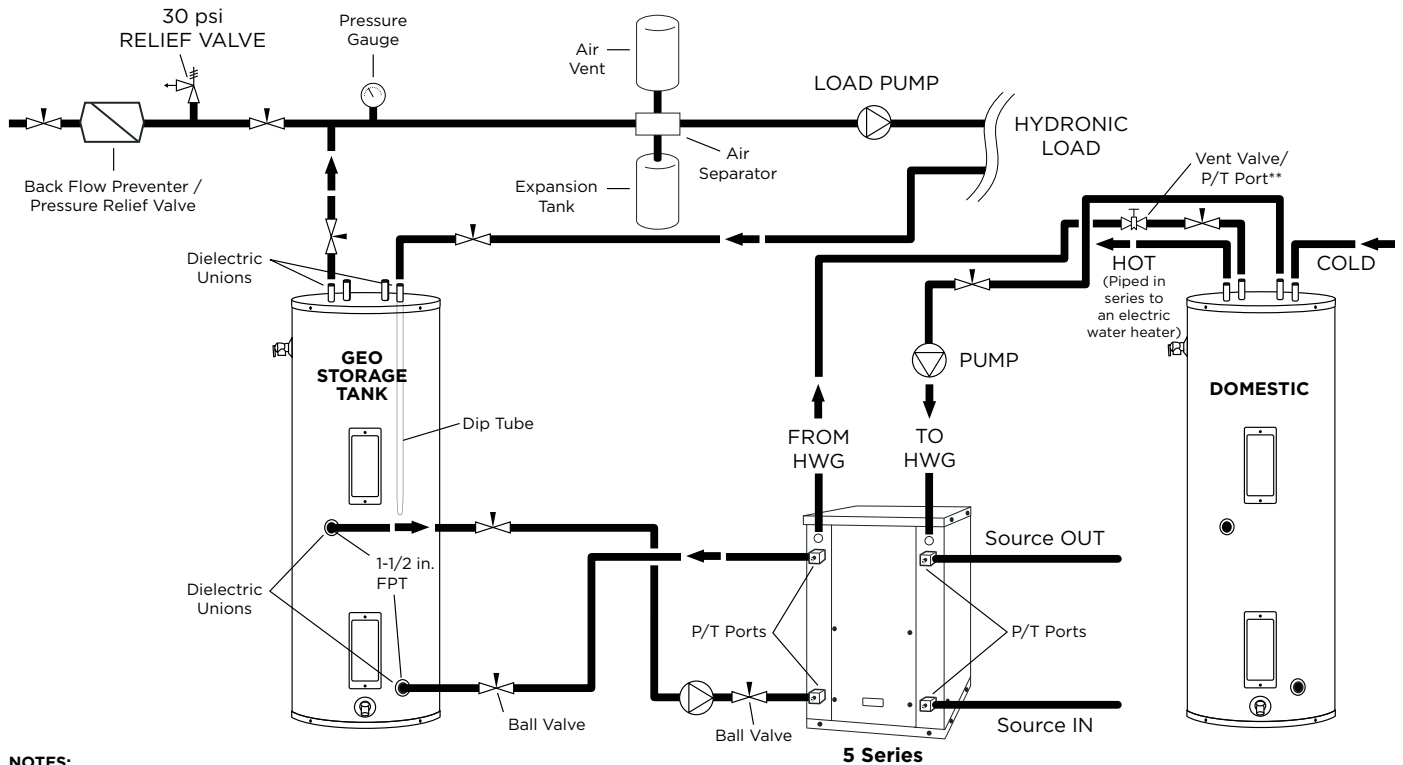 30 psi
RELIEF VALVE
Pressure
Gauge
Air
Vent
LOAD PUMP
HYDRONIC
LOAD
Vent Valve/
P/T Port**
Back Flow Preventer /
Pressure Relief Valve
Air
Separator
Expansion
Tank
Dielectric
Unions
HOT
(Piped in
series to
an electric
water heater)
COLD
GEO
STORAGE
TANK
PUMP
DOMESTIC
Dip Tube
FROM
HWG
TO
HWG
Source OUT
1-1/2 in.
FPT
Dielectric
Unions
P/T Ports
P/T Ports
Ball Valve
Ball Valve
Source IN
5 Series
NOTES: